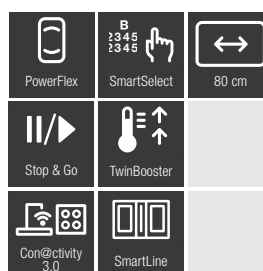 B
2345
2345
PowerFlex
SmartSelect
80 cm
Stop & Go
TwinBooster
Con@ctivity
3.0
SmartLine